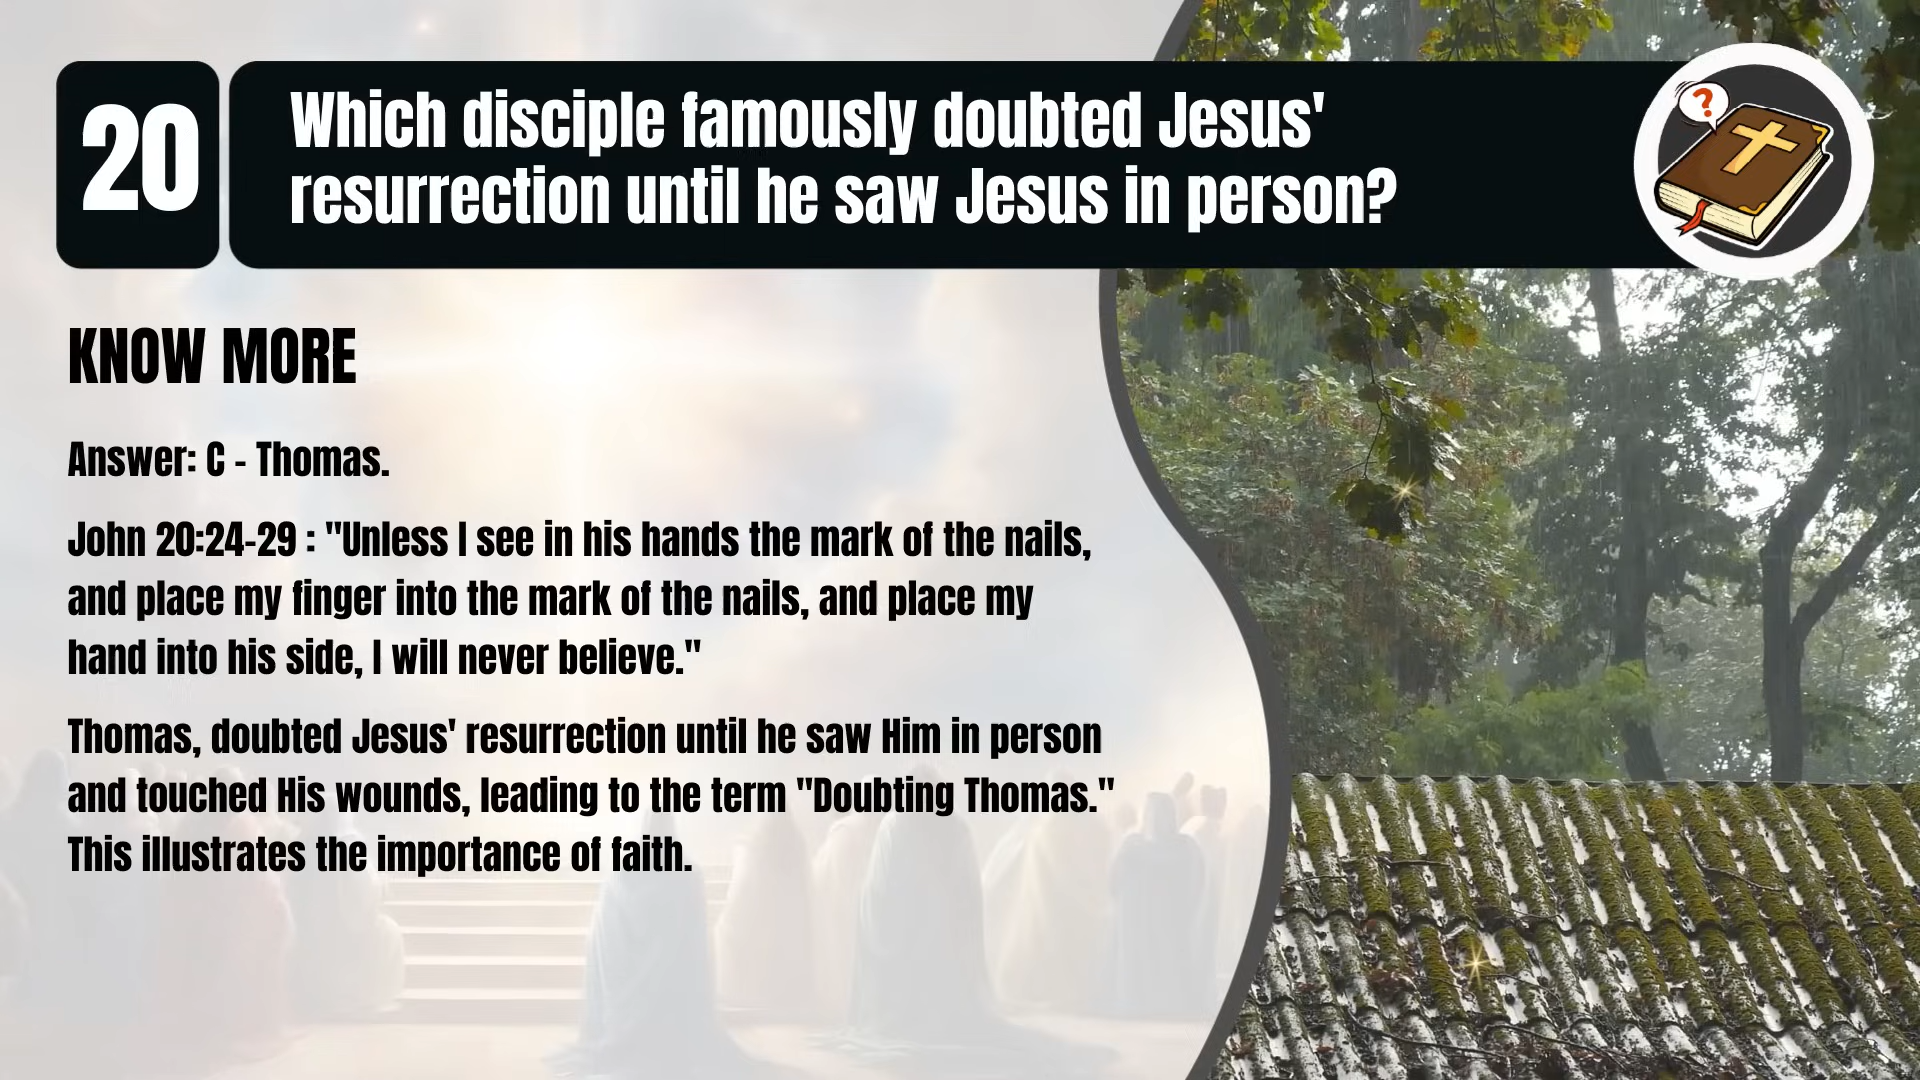 20
Which disciple famously doubted Jesus'
resurrection until he saw Jesus in person?
?
KNOW MORE
Answer: C - Thomas.
John 20:24-29 : "Unless I see in his hands the mark of the nails,
and place my finger into the mark of the nails, and place my
hand into his side, I will never believe."
Thomas, doubted Jesus' resurrection until he saw Him in person
and touched His wounds, leading to the term "Doubting Thomas."
This illustrates the importance of faith.